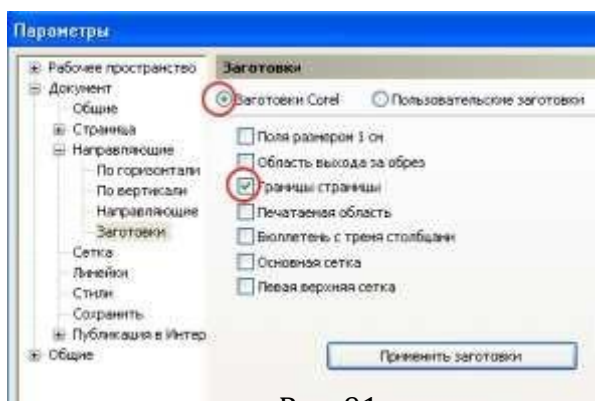 Параметры
Рабочее пространство
Документ
Общие
Страница
Направляющие
По горизонтали
По вертикали
Направляющие
Заготовки
Сетка
Линейки
Стили
Сохранить
Публикация в Интер
Общие
Заготовки
Заготовки Corel Пользовательские заготовки
Поля размером 1 см
Область выхода за обрез
Границы страницы
Печатаемая область
Бюллетень с тремя столбцами
Основная сетка
Левая верхняя сетка
Применить заготовки